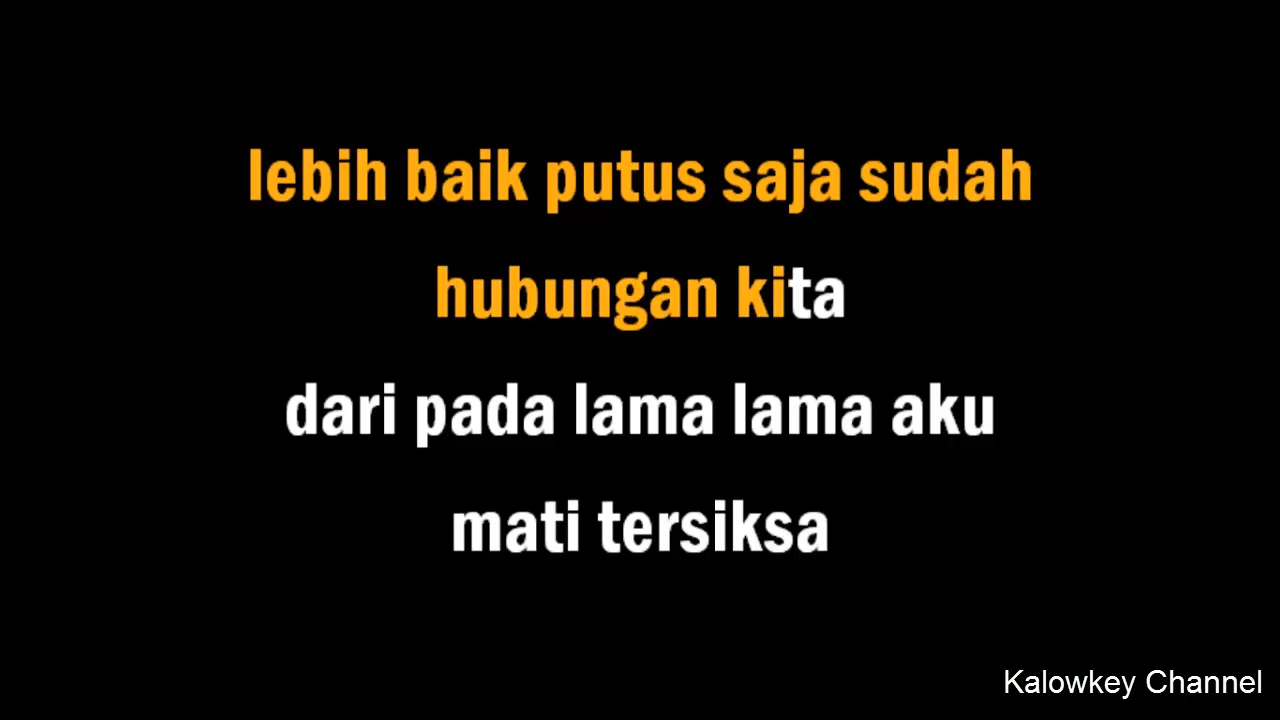 lebih baik putus saja sudah
hubungan kita
dari pada lama lama aku
mati tersiksa
Kalowkey Channel